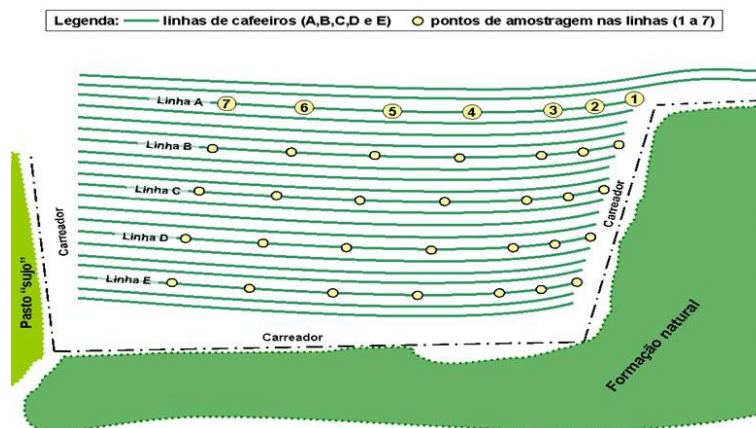 Legenda: linhas de cafeeiros (A,B,C,D e E) pontos de amostragem nas linhas (1 a 7)
Linha A 7 6 5 4 3 2 1
Linha B
Linha C
Linha D
Linha E
Carreador
Carreador
Carreador
Pasto "sujo"
Formação natural